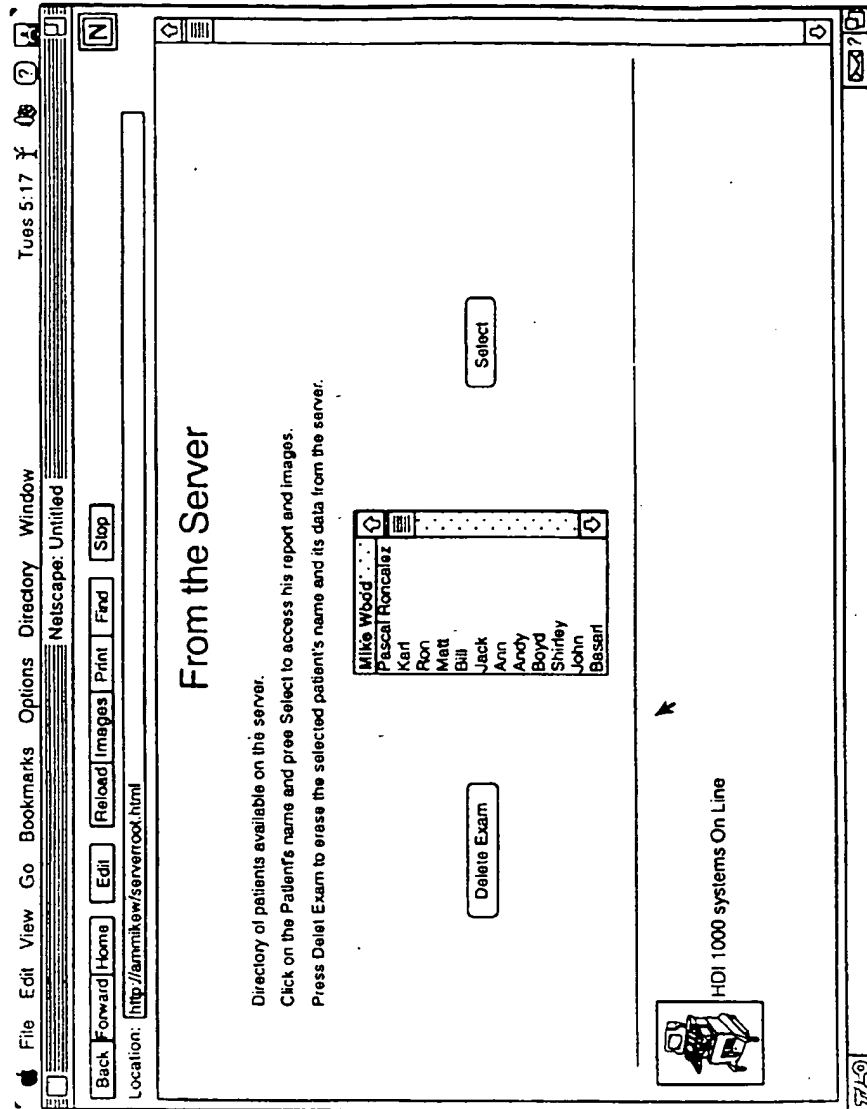 File Edit View Go Bookmarks Options Directory Window Tues 5:17
Netscape: Untitled
Back Forward Home Edit Reload Images Print Find Stop
N
Location: http://ammikew/serverroot.html
From the Server
Directory of patients available on the server.
Click on the Patient's name and pree Select to access his report and images.
Press Delet Exam to erase the selected patient's name and its data from the server.
Delete Exam
Mike Wood
Pascal Roncalez
Karl
Ron
Matt
Bill
Jack
Ann
Andy
Boyd
Shirley
John
Basarl
Select
HDI 1000 systems On Line
?